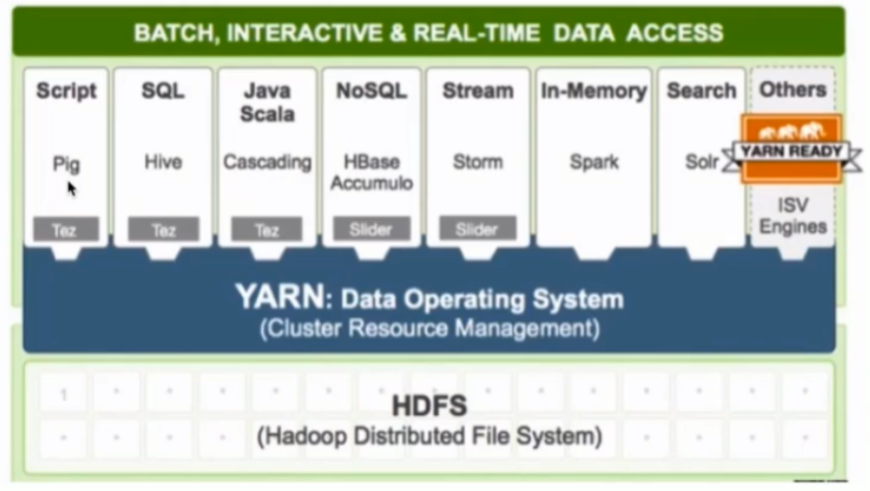 BATCH, INTERACTIVE & REAL-TIME DATA ACCESS
Script
Pig
Tez
SQL
Hive
Tez
Java
Scala
Cascading
Tez
NoSQL
HBase
Accumulo
Slider
Stream
Storm
Slider
In-Memory
Spark
Search
Solr
Others
YARN READY
ISV
Engines
YARN: Data Operating System
(Cluster Resource Management)
1
HDFS
(Hadoop Distributed File System)